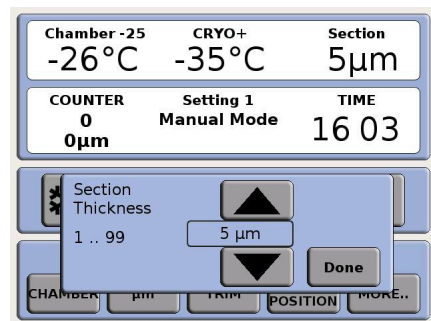 Chamber -25 CRYO+ Section
-26°C -35°C 5µm
COUNTER Setting 1 TIME
0 Manual Mode 16 03
0µm
Section
Thickness
1 .. 99
5 µm
Done
CHAMBER µm TRIM POSITION MORE..